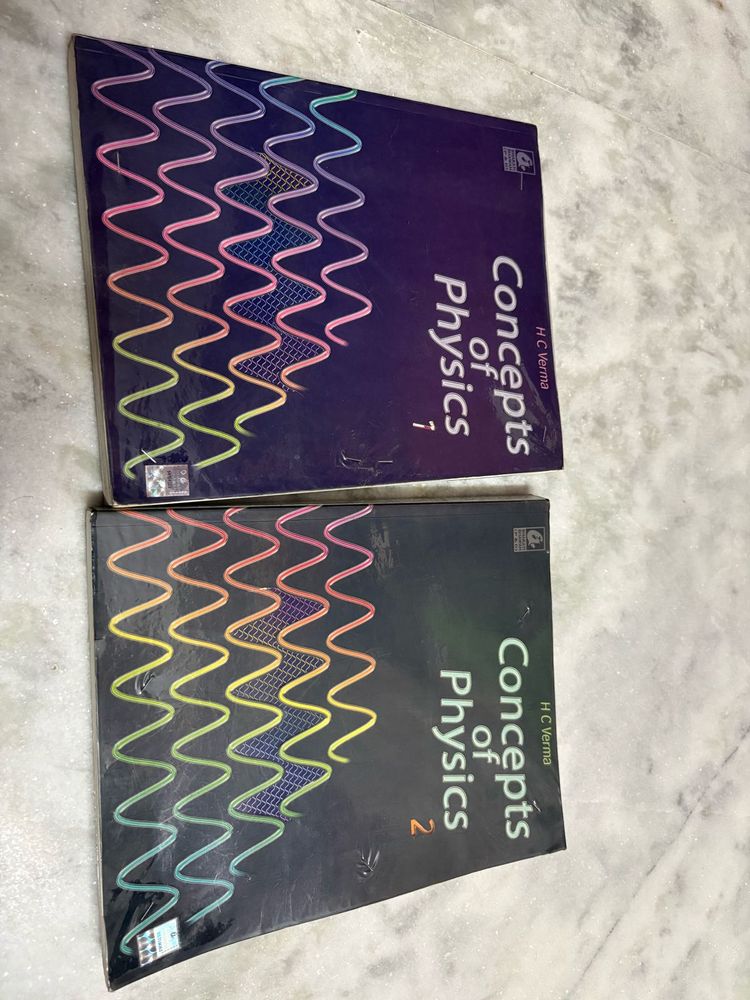 H C Verma
Concepts
of
Physics
1
H C Verma
Concepts
of
Physics
2